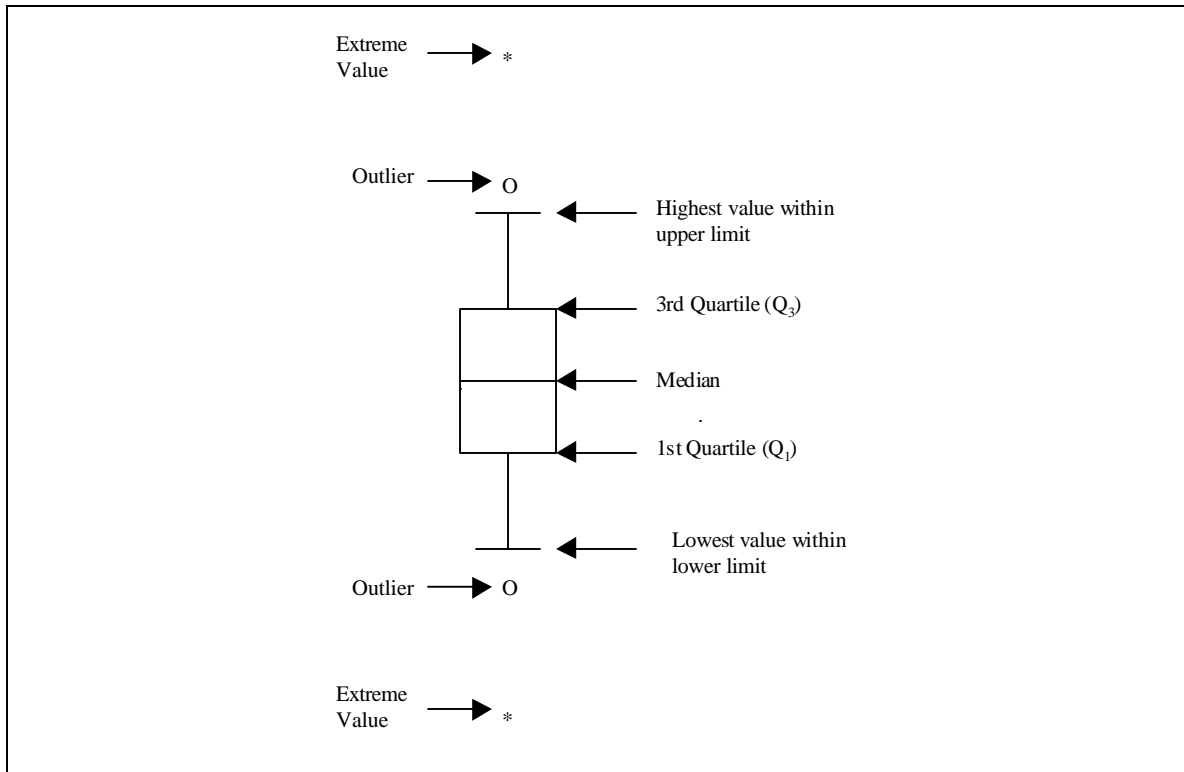 Extreme
Value
*
Outlier
O
Highest value within
upper limit
3rd Quartile (Q₃)
Median
.
1st Quartile (Q₁)
Lowest value within
lower limit
Outlier
O
Extreme
Value
*